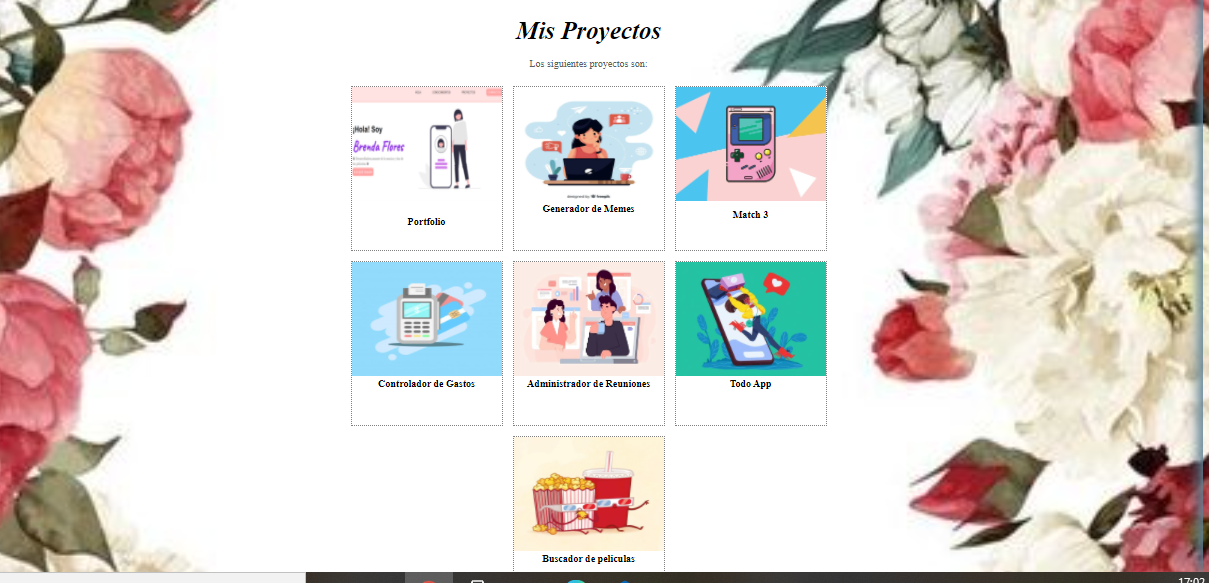 Mis Proyectos
Los siguientes proyectos son:
¡Hola! Soy
Brenda Flores
Portfolio
Generador de Memes
Match 3
Controlador de Gastos
Administrador de Reuniones
Todo App
Buscador de peliculas
17:02